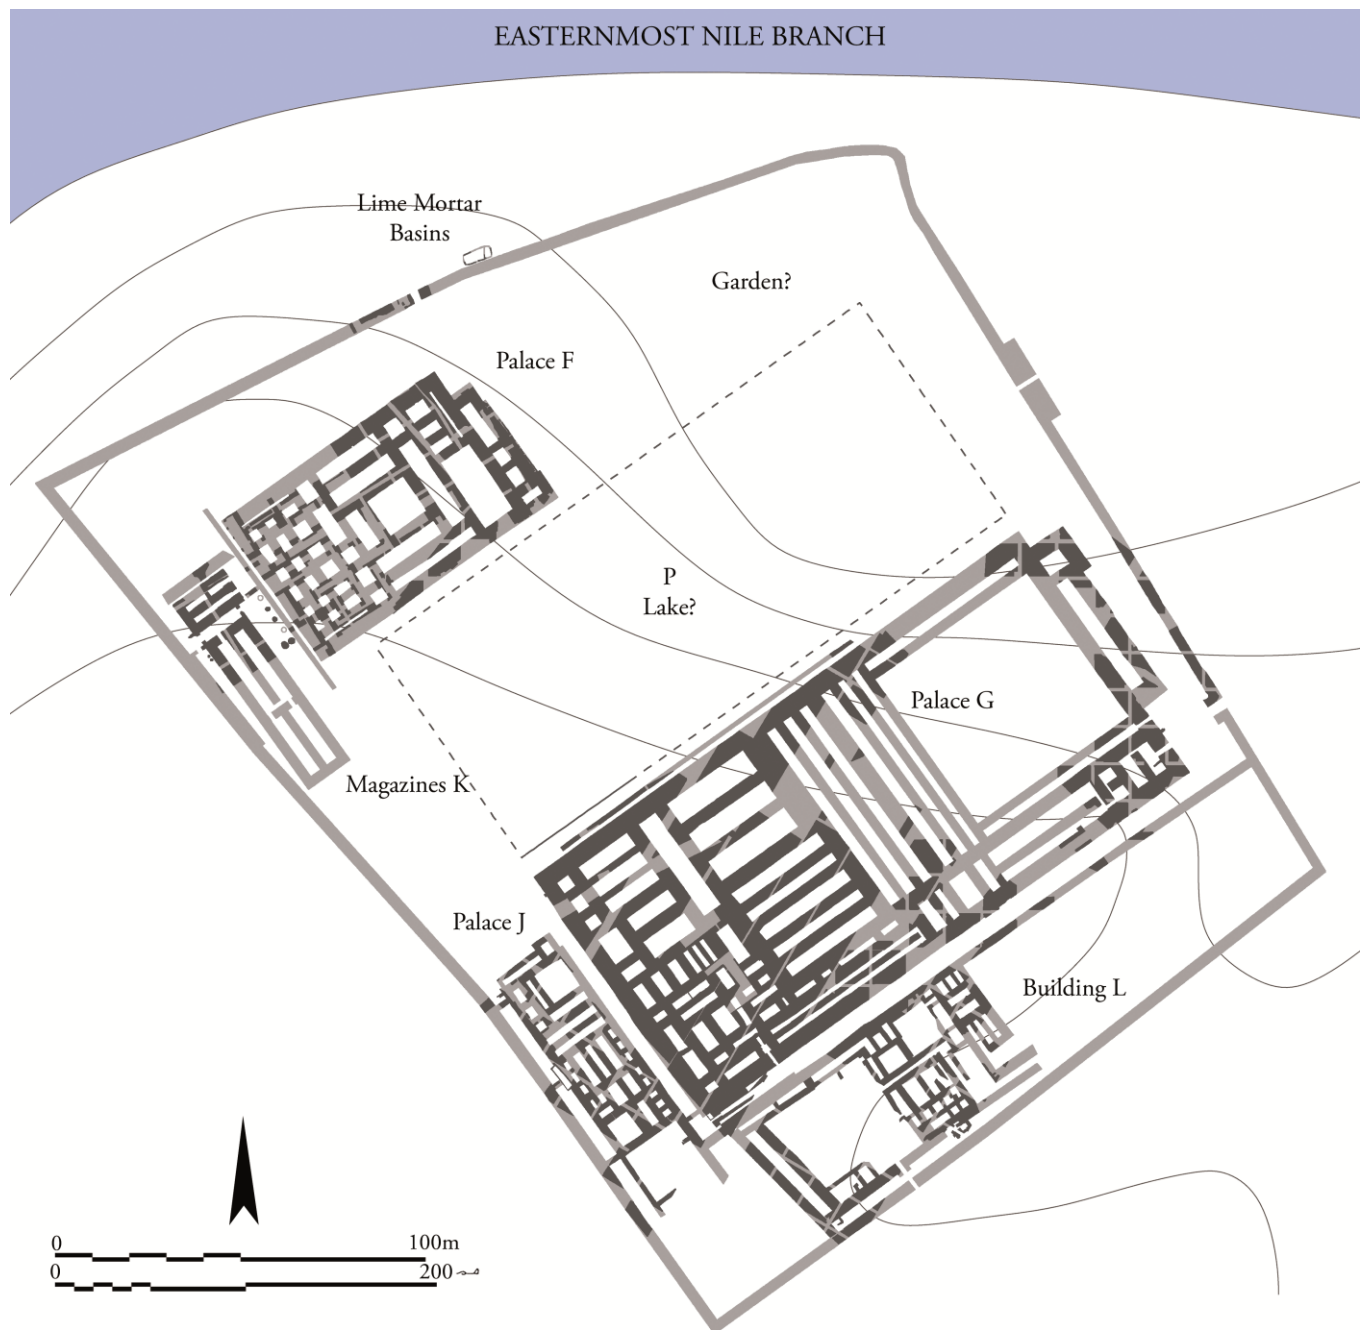 EASTERNMOST NILE BRANCH
Lime Mortar
Basins
Garden?
Palace F
P
Lake?
Palace G
Magazines K
Palace J
Building L
0
100m
0
200